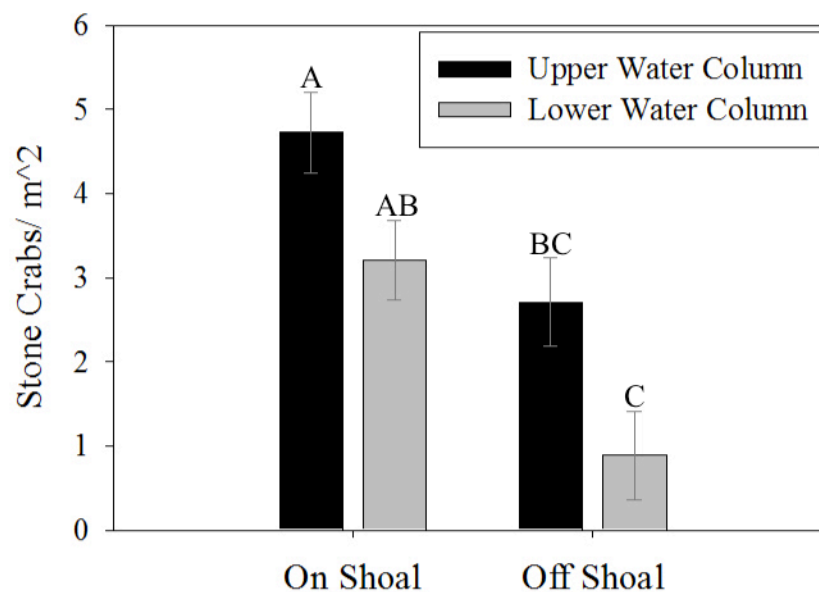 6
5
4
3
2
1
0
Stone Crabs/ m^2
Upper Water Column
Lower Water Column
A
AB
BC
C
On Shoal
Off Shoal